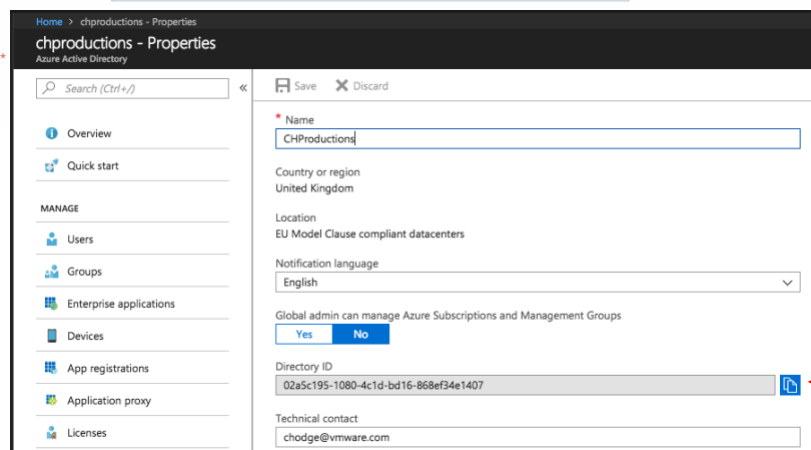 Home > chproductions - Properties
chproductions - Properties
Azure Active Directory
*
Search (Ctrl+/)
«
Overview
Quick start
MANAGE
Users
Groups
Enterprise applications
Devices
App registrations
Application proxy
Licenses
Save Discard
* Name
CHProductions
Country or region
United Kingdom
Location
EU Model Clause compliant datacenters
Notification language
English
Global admin can manage Azure Subscriptions and Management Groups
Yes No
Directory ID
02a5c195-1080-4c1d-bd16-868ef34e1407
Technical contact
chodge@vmware.com